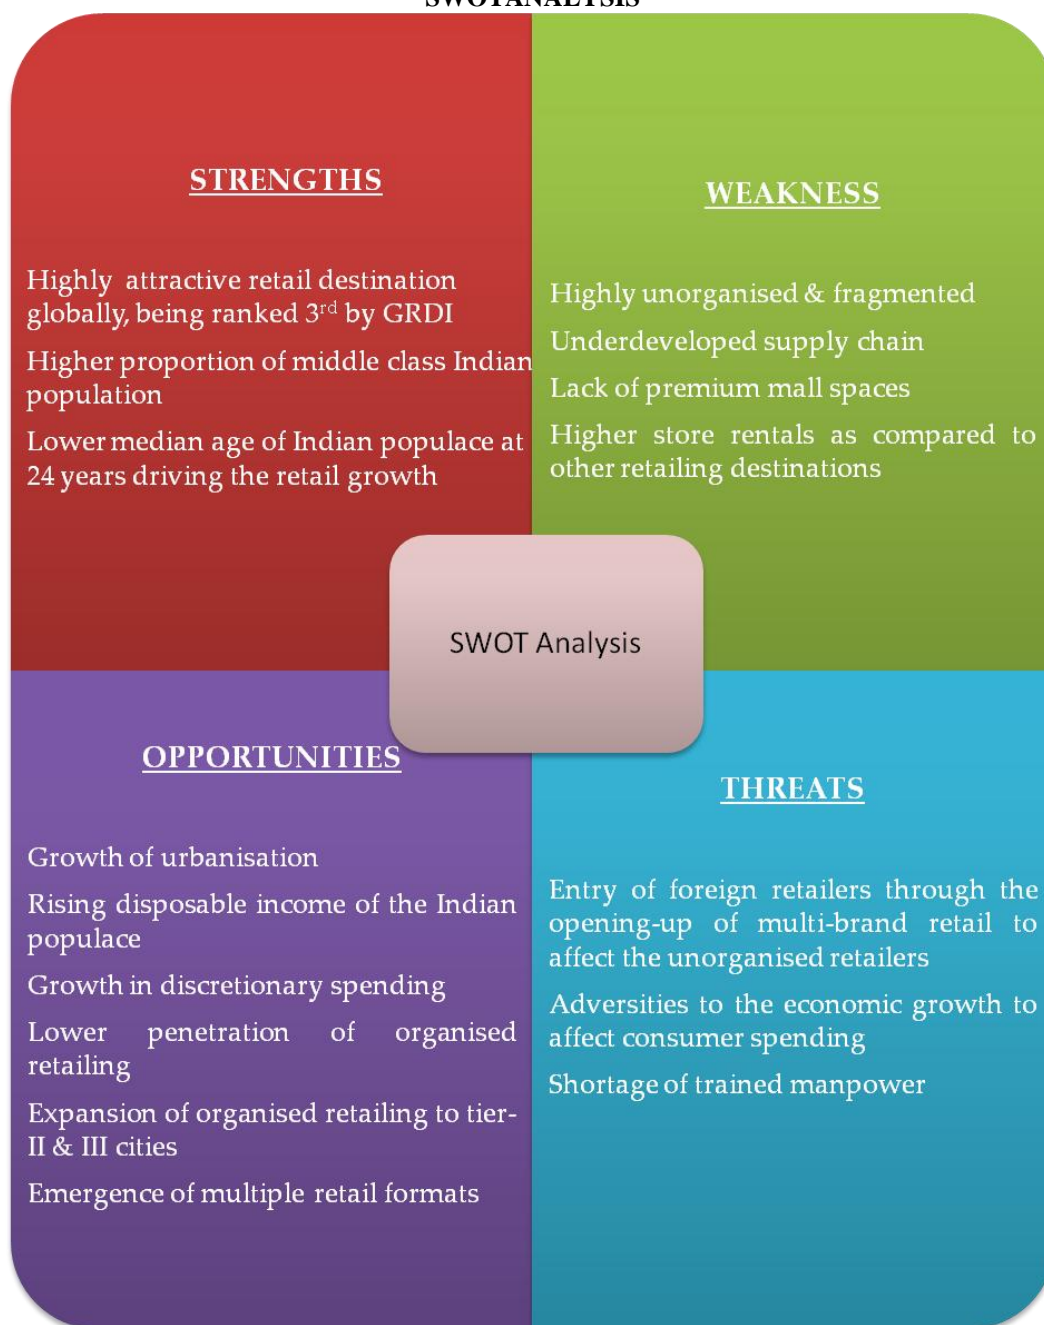 SWOTANALYSIS
STRENGTHS
Highly attractive retail destination
globally, being ranked 3rd by GRDI
Higher proportion of middle class Indian
population
Lower median age of Indian populace at
24 years driving the retail growth
WEAKNESS
Highly unorganised & fragmented
Underdeveloped supply chain
Lack of premium mall spaces
Higher store rentals as compared to
other retailing destinations
SWOT Analysis
OPPORTUNITIES
Growth of urbanisation
Rising disposable income of the Indian
populace
Growth in discretionary spending
Lower penetration of organised
retailing
Expansion of organised retailing to tier-
II & III cities
Emergence of multiple retail formats
THREATS
Entry of foreign retailers through the
opening-up of multi-brand retail to
affect the unorganised retailers
Adversities to the economic growth to
affect consumer spending
Shortage of trained manpower